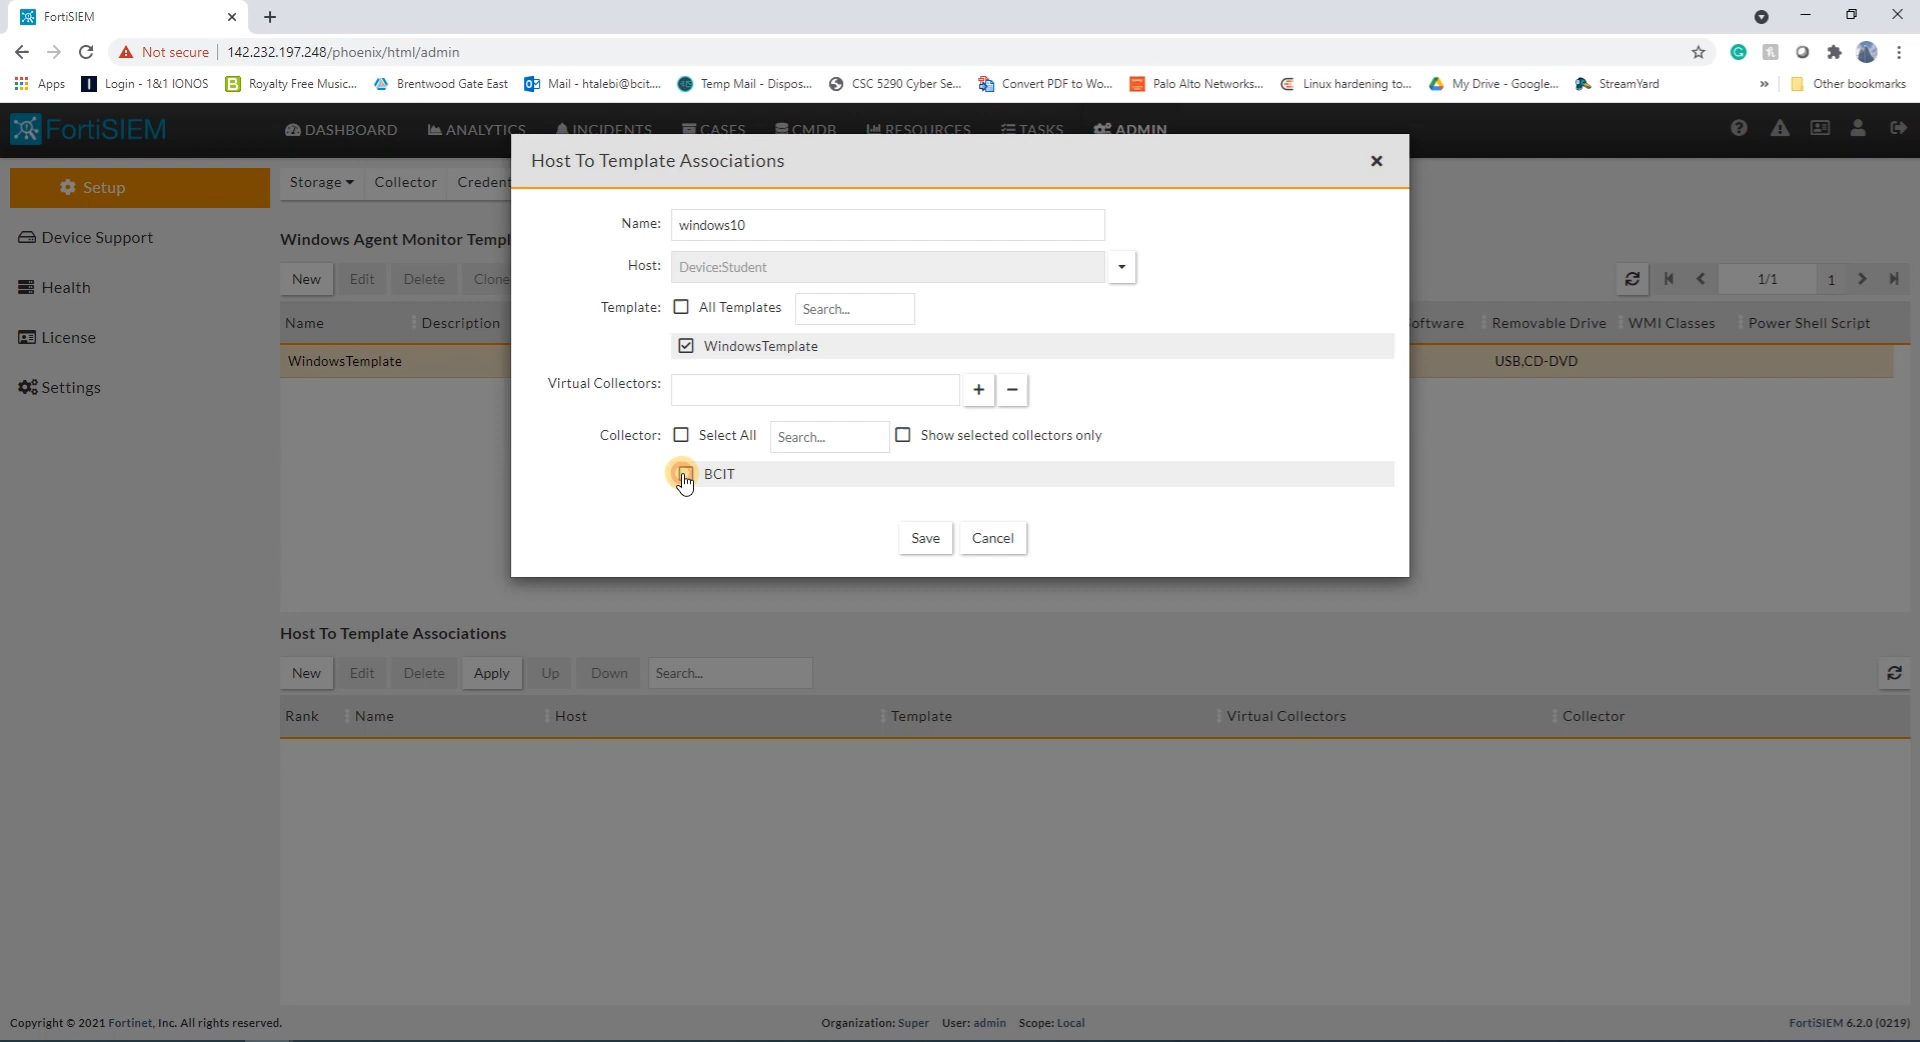 FortiSIEM
Not secure
142.232.197.248/phoenix/html/admin
Apps
Login - 1&1 IONOS
Royalty Free Music...
Brentwood Gate East
Mail - htalebi@bcit....
Temp Mail - Dispos...
CSC 5290 Cyber Se...
Convert PDF to Wo...
Palo Alto Networks...
Linux hardening to...
My Drive - Google...
StreamYard
»
Other bookmarks
FortiSIEM
DASHBOARD
ANALYTICS
INCIDENTS
CASES
CMDB
RESOURCES
TASKS
ADMIN
Setup
Device Support
Health
License
Settings
Storage
Collector
Credent
Windows Agent Monitor Templ
New
Edit
Delete
Clone
1/1
1
Name
Description
oftware
Removable Drive
WMI Classes
Power Shell Script
WindowsTemplate
USB,CD-DVD
Host To Template Associations
Name:
windows10
Host:
Device:Student
Template:
All Templates
Search...
WindowsTemplate
Virtual Collectors:
+
-
Collector:
Select All
Search...
Show selected collectors only
BCIT
Save
Cancel
Host To Template Associations
New
Edit
Delete
Apply
Up
Down
Search...
Rank
Name
Host
Template
Virtual Collectors
Collector
Copyright © 2021 Fortinet, Inc. All rights reserved.
Organization: Super User: admin Scope: Local
FortiSIEM 6.2.0 (0219)